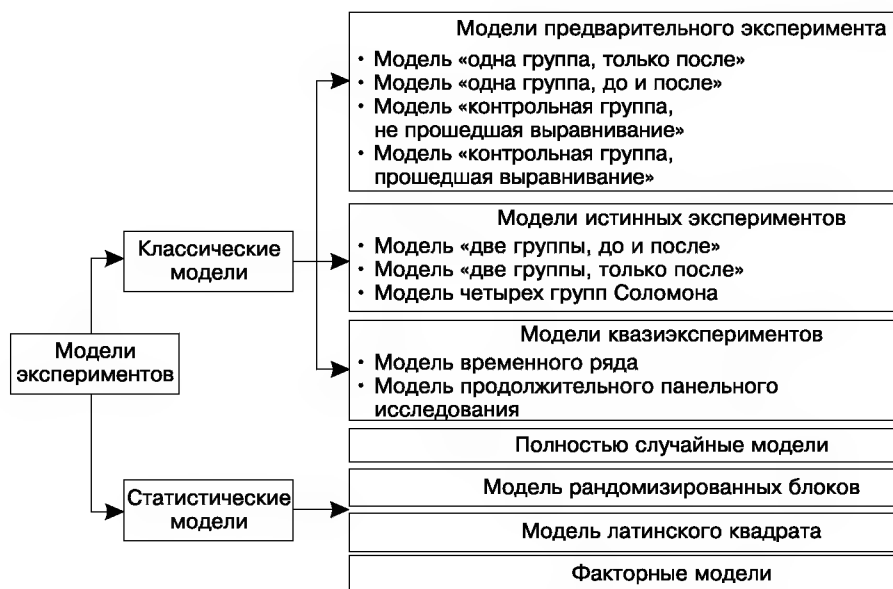 Модели предварительного эксперимента
• Модель «одна группа, только после»
• Модель «одна группа, до и после»
• Модель «контрольная группа,
не прошедшая выравнивание»
• Модель «контрольная группа,
прошедшая выравнивание»
Модели истинных экспериментов
• Модель «две группы, до и после»
• Модель «две группы, только после»
• Модель четырех групп Соломона
Классические
модели
Модели
экспериментов
Модели квазиэкспериментов
• Модель временного ряда
• Модель продолжительного панельного
исследования
Статистические
модели
Полностью случайные модели
Модель рандомизированных блоков
Модель латинского квадрата
Факторные модели